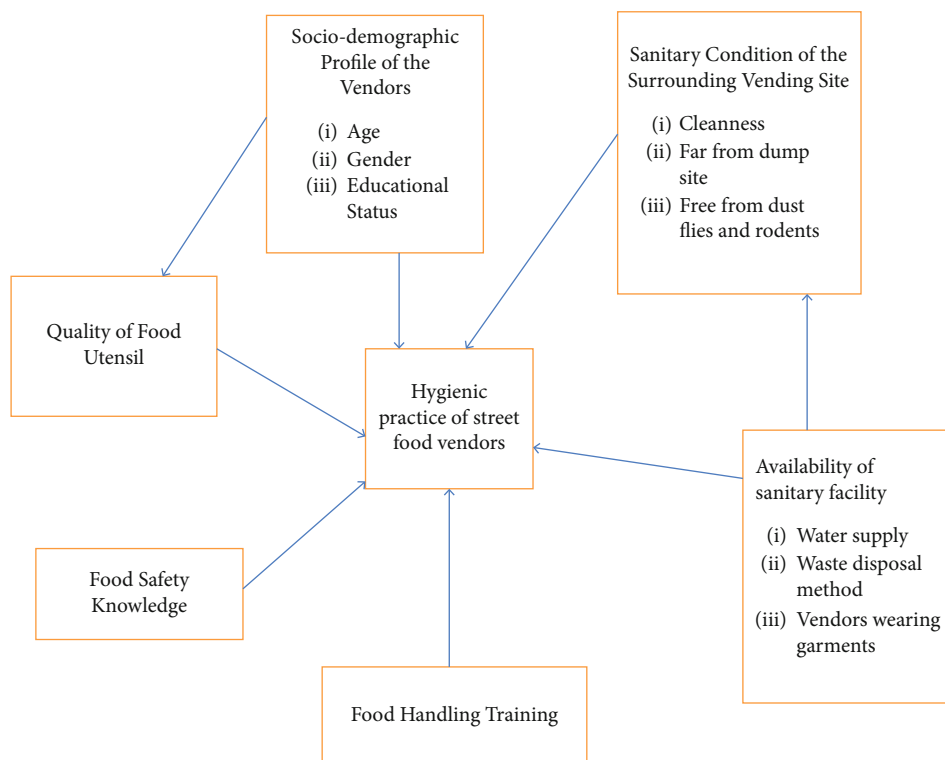 Socio-demographic
Profile of the
Vendors
(i) Age
(ii) Gender
(iii) Educational
Status
Sanitary Condition of the
Surrounding Vending Site
(i) Cleanness
(ii) Far from dump
site
(iii) Free from dust
flies and rodents
Quality of Food
Utensil
Hygienic
practice of street
food vendors
Availability of
sanitary facility
(i) Water supply
(ii) Waste disposal
method
(iii) Vendors wearing
garments
Food Safety
Knowledge
Food Handling Training